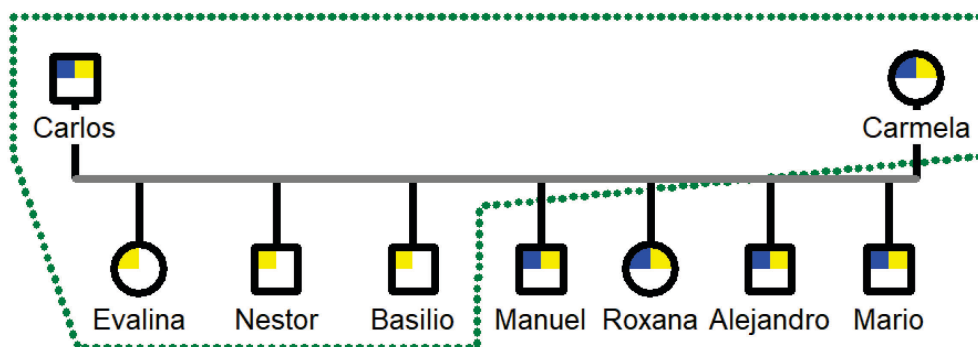 Carlos Carmela
Evalina Nestor Basilio Manuel Roxana Alejandro Mario